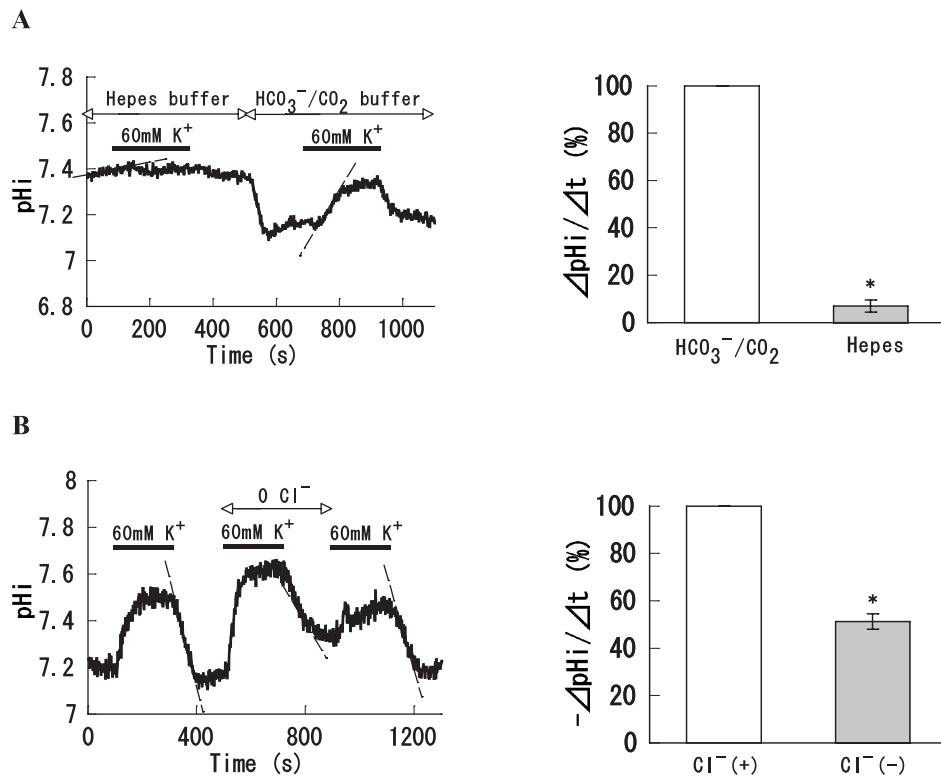 A
7.8
7.6
7.4
7.2
7
6.8
pHi
Hepes buffer
HCO₃⁻/CO₂ buffer
60mM K⁺
60mM K⁺
0 200 400 600 800 1000
Time (s)
100
80
60
40
20
0
⊿pHi/⊿t (%)
*
HCO₃⁻/CO₂
Hepes
B
8
7.8
7.6
7.4
7.2
7
pHi
0 Cl⁻
60mM K⁺
60mM K⁺
60mM K⁺
0 400 800 1200
Time (s)
100
80
60
40
20
0
-⊿pHi/⊿t (%)
*
Cl⁻(+)
Cl⁻(-)